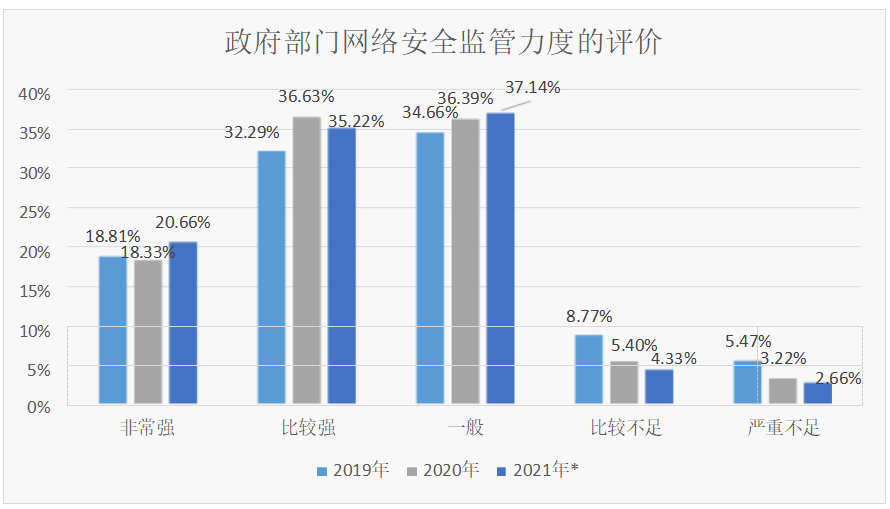 政府部门网络安全监管力度的评价
40%
35%
30%
25%
20%
15%
10%
5%
0%
18.81%
18.33%
20.66%
32.29%
36.63%
35.22%
34.66%
36.39%
37.14%
8.77%
5.40%
4.33%
5.47%
3.22%
2.66%
非常强
比较强
一般
比较不足
严重不足
2019年
2020年
2021年*